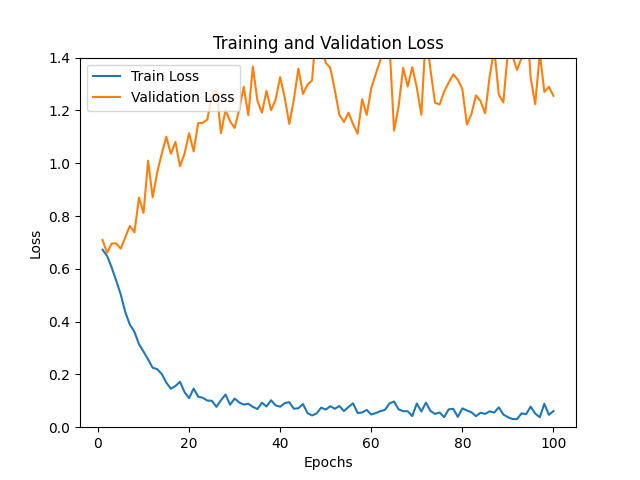 Training and Validation Loss
Train Loss
Validation Loss
1.4
1.2
1.0
0.8
0.6
0.4
0.2
0.0
Loss
0 20 40 60 80 100
Epochs